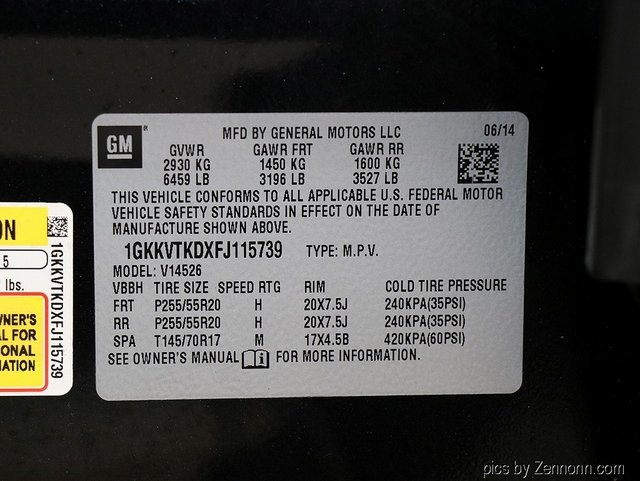 GM
MFD BY GENERAL MOTORS LLC 06/14
GVWR GAWR FRT GAWR RR
2930 KG 1450 KG 1600 KG
6459 LB 3196 LB 3527 LB
THIS VEHICLE CONFORMS TO ALL APPLICABLE U.S. FEDERAL MOTOR
VEHICLE SAFETY STANDARDS IN EFFECT ON THE DATE OF
MANUFACTURE SHOWN ABOVE.
1GKKVTKDXFJ115739 TYPE: M.P.V.
MODEL: V14526
VBBH TIRE SIZE SPEED RTG RIM COLD TIRE PRESSURE
FRT P255/55R20 H 20X7.5J 240KPA(35PSI)
RR P255/55R20 H 20X7.5J 240KPA(35PSI)
SPA T145/70R17 M 17X4.5B 420KPA(60PSI)
SEE OWNER'S MANUAL FOR MORE INFORMATION.
ON
5
lbs.
WNER'S
AL FOR
IONAL
MATION
1GKKVTKDXFJ115739
pics by Zennonn.com